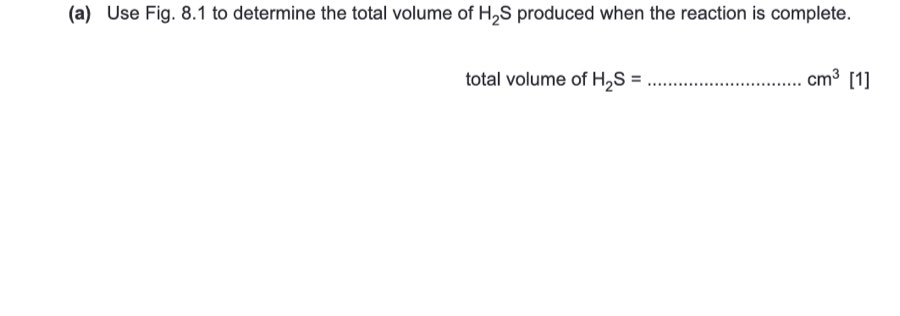 (a) Use Fig. 8.1 to determine the total volume of H₂S produced when the reaction is complete.
total volume of H₂S = .............................. cm³ [1]